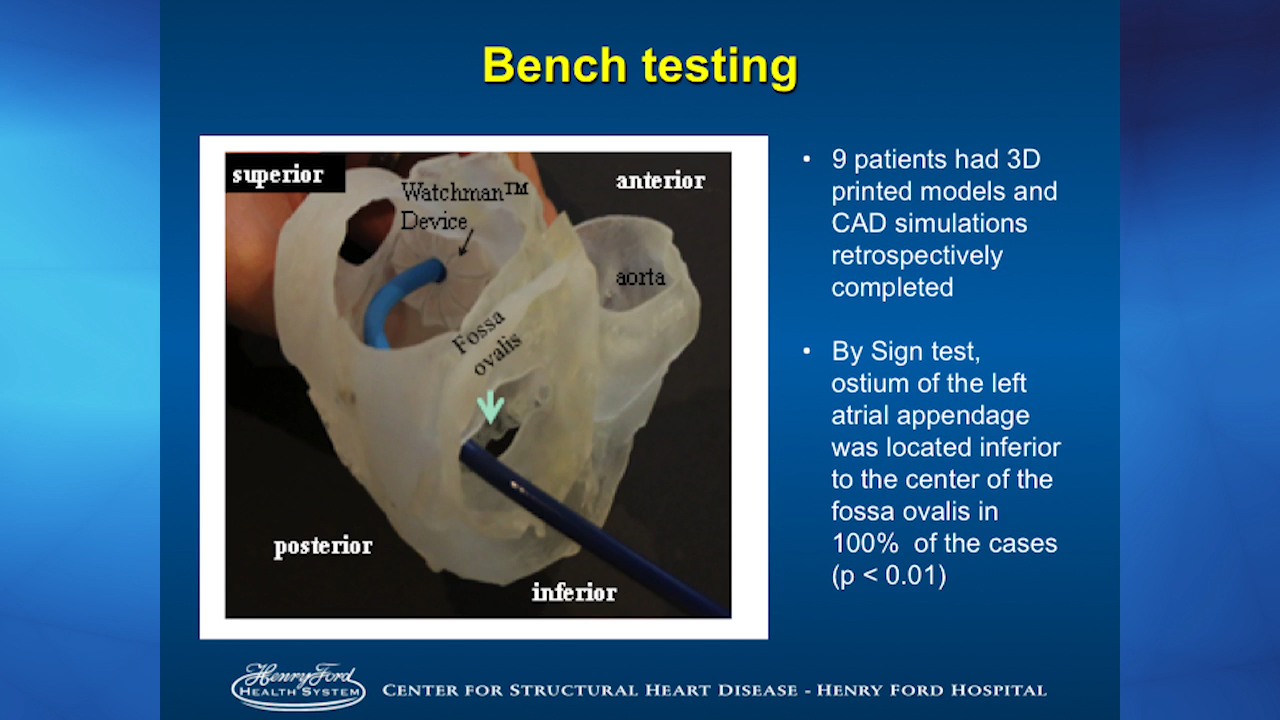 Bench testing
superior
anterior
Watchman™
Device
aorta
Fossa
ovalis
posterior
inferior
• 9 patients had 3D
printed models and
CAD simulations
retrospectively
completed
• By Sign test,
ostium of the left
atrial appendage
was located inferior
to the center of the
fossa ovalis in
100%  of the cases
(p < 0.01)
Henry Ford
HEALTH SYSTEM
CENTER FOR STRUCTURAL HEART DISEASE - HENRY FORD HOSPITAL